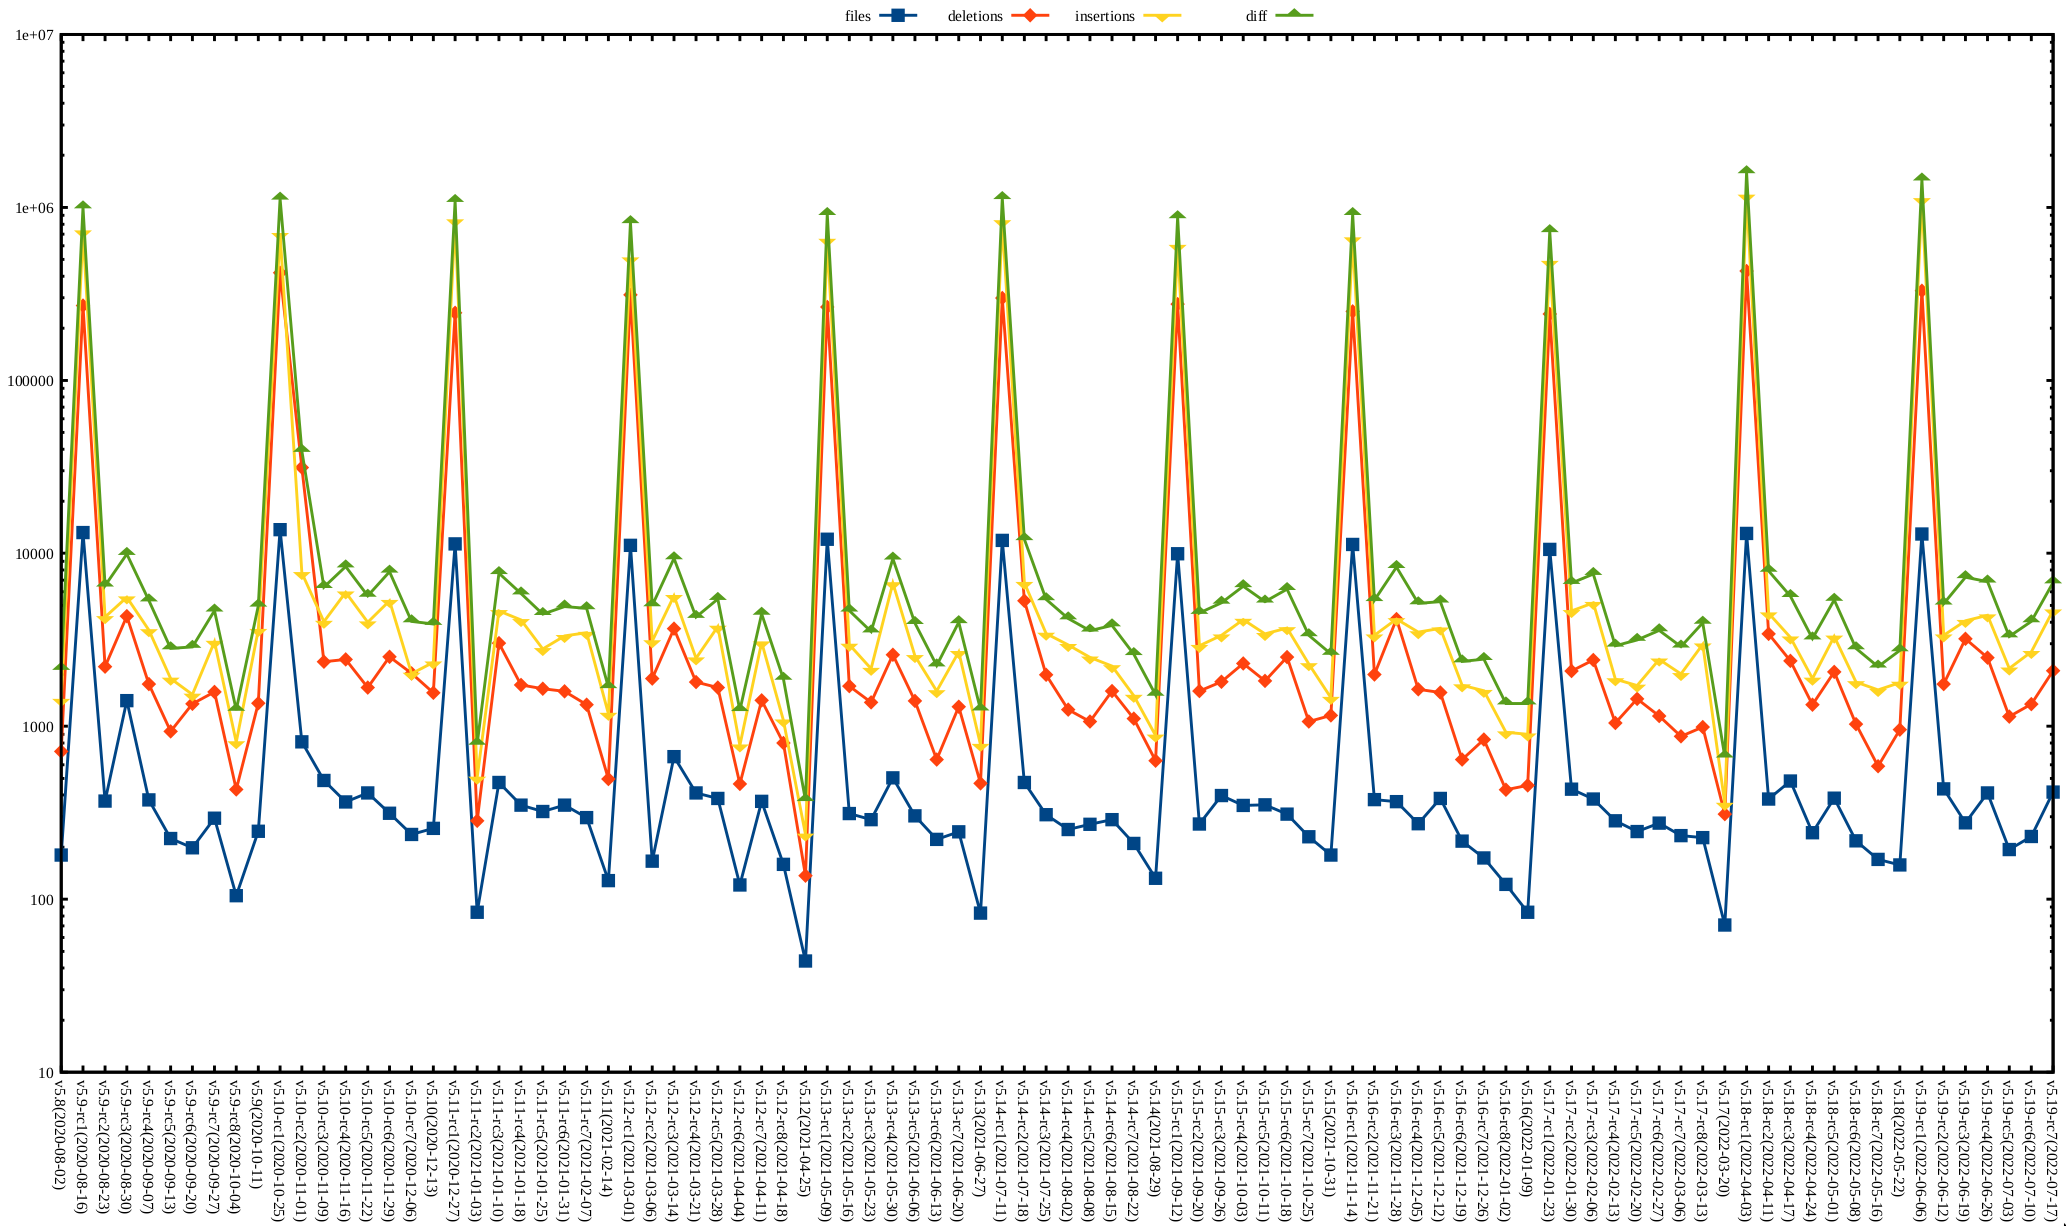 files deletions insertions diff
1e+07
1e+06
100000
10000
1000
100
10
v5.8(2020-08-02)
v5.9-rc1(2020-08-16)
v5.9-rc2(2020-08-23)
v5.9-rc3(2020-08-30)
v5.9-rc4(2020-09-07)
v5.9-rc5(2020-09-13)
v5.9-rc6(2020-09-20)
v5.9-rc7(2020-09-27)
v5.9-rc8(2020-10-04)
v5.9(2020-10-11)
v5.10-rc1(2020-10-25)
v5.10-rc2(2020-11-01)
v5.10-rc3(2020-11-09)
v5.10-rc4(2020-11-16)
v5.10-rc5(2020-11-22)
v5.10-rc6(2020-11-29)
v5.10-rc7(2020-12-06)
v5.10(2020-12-13)
v5.11-rc1(2020-12-27)
v5.11-rc2(2021-01-03)
v5.11-rc3(2021-01-10)
v5.11-rc4(2021-01-18)
v5.11-rc5(2021-01-25)
v5.11-rc6(2021-01-31)
v5.11-rc7(2021-02-07)
v5.11(2021-02-14)
v5.12-rc1(2021-03-01)
v5.12-rc2(2021-03-06)
v5.12-rc3(2021-03-14)
v5.12-rc4(2021-03-21)
v5.12-rc5(2021-03-28)
v5.12-rc6(2021-04-04)
v5.12-rc7(2021-04-11)
v5.12-rc8(2021-04-18)
v5.12(2021-04-25)
v5.13-rc1(2021-05-09)
v5.13-rc2(2021-05-16)
v5.13-rc3(2021-05-23)
v5.13-rc4(2021-05-30)
v5.13-rc5(2021-06-06)
v5.13-rc6(2021-06-13)
v5.13-rc7(2021-06-20)
v5.13(2021-06-27)
v5.14-rc1(2021-07-11)
v5.14-rc2(2021-07-18)
v5.14-rc3(2021-07-25)
v5.14-rc4(2021-08-02)
v5.14-rc5(2021-08-08)
v5.14-rc6(2021-08-15)
v5.14-rc7(2021-08-22)
v5.14(2021-08-29)
v5.15-rc1(2021-09-12)
v5.15-rc2(2021-09-20)
v5.15-rc3(2021-09-26)
v5.15-rc4(2021-10-03)
v5.15-rc5(2021-10-11)
v5.15-rc6(2021-10-18)
v5.15-rc7(2021-10-25)
v5.15(2021-10-31)
v5.16-rc1(2021-11-14)
v5.16-rc2(2021-11-21)
v5.16-rc3(2021-11-28)
v5.16-rc4(2021-12-05)
v5.16-rc5(2021-12-12)
v5.16-rc6(2021-12-19)
v5.16-rc7(2021-12-26)
v5.16-rc8(2022-01-02)
v5.16(2022-01-09)
v5.17-rc1(2022-01-23)
v5.17-rc2(2022-01-30)
v5.17-rc3(2022-02-06)
v5.17-rc4(2022-02-13)
v5.17-rc5(2022-02-20)
v5.17-rc6(2022-02-27)
v5.17-rc7(2022-03-06)
v5.17-rc8(2022-03-13)
v5.17(2022-03-20)
v5.18-rc1(2022-04-03)
v5.18-rc2(2022-04-11)
v5.18-rc3(2022-04-17)
v5.18-rc4(2022-04-24)
v5.18-rc5(2022-05-01)
v5.18-rc6(2022-05-08)
v5.18-rc7(2022-05-16)
v5.18(2022-05-22)
v5.19-rc1(2022-06-06)
v5.19-rc2(2022-06-12)
v5.19-rc3(2022-06-19)
v5.19-rc4(2022-06-26)
v5.19-rc5(2022-07-03)
v5.19-rc6(2022-07-10)
v5.19-rc7(2022-07-17)